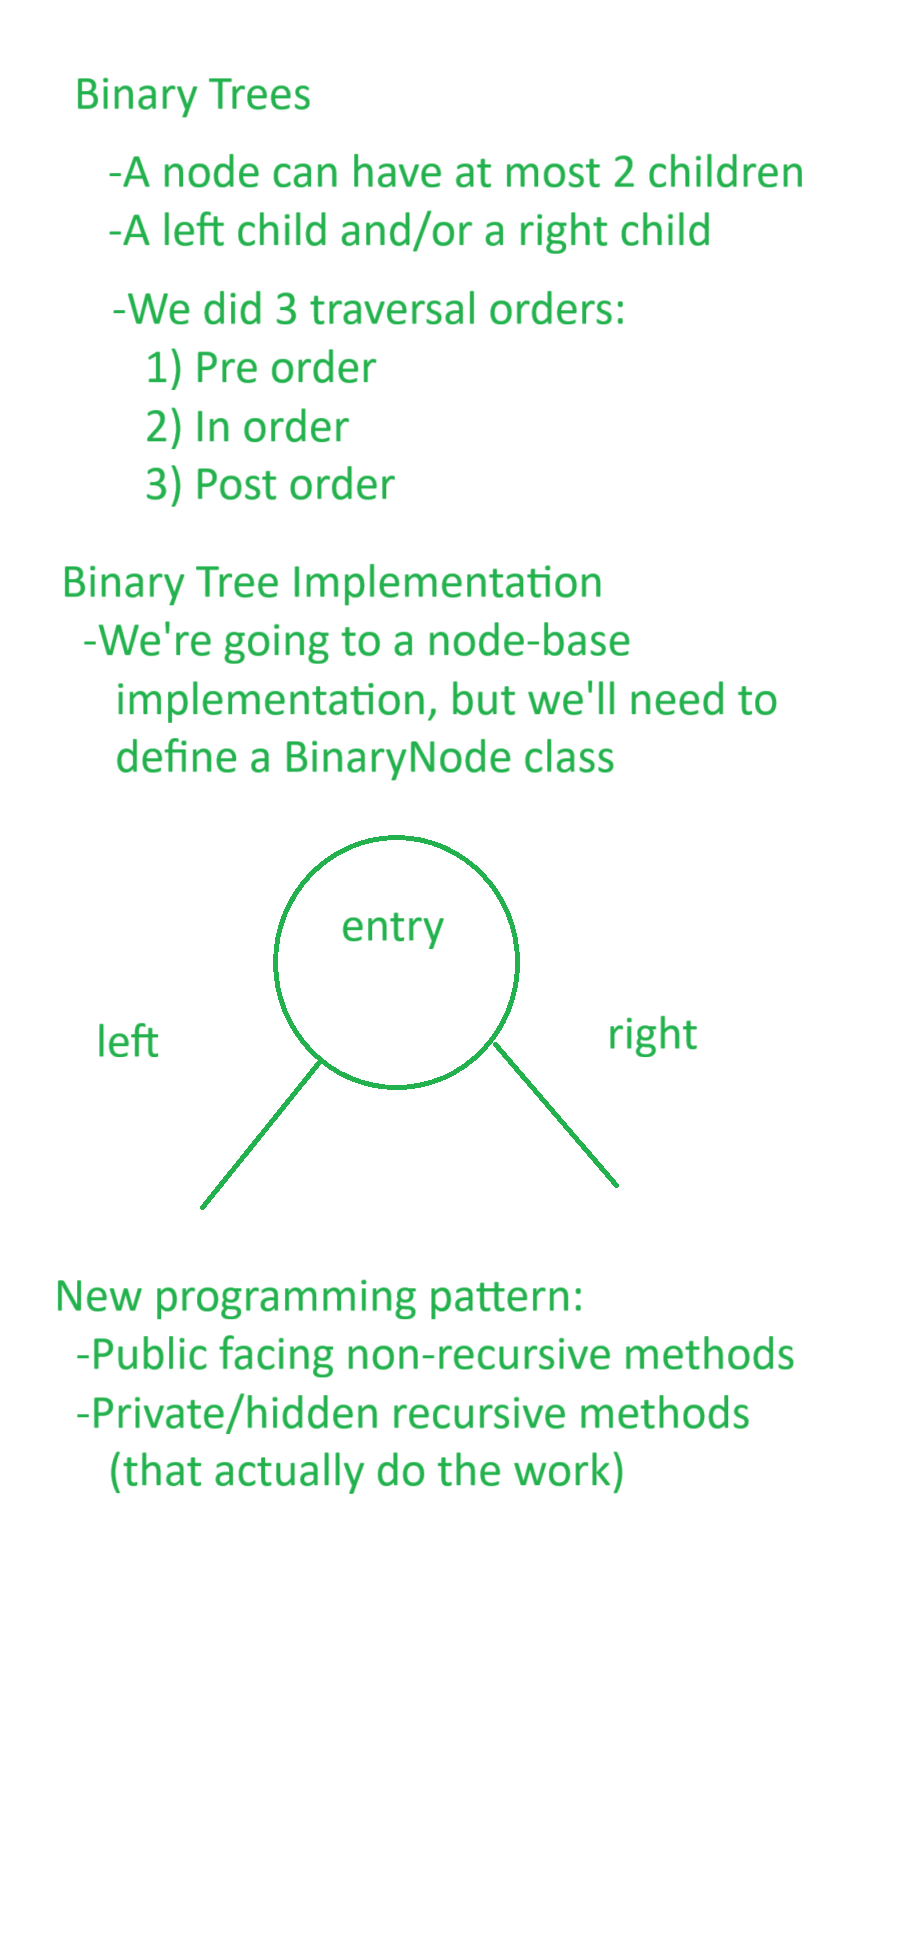 Binary Trees
-A node can have at most 2 children
-A left child and/or a right child
-We did 3 traversal orders:
1) Pre order
2) In order
3) Post order
Binary Tree Implementation
-We're going to a node-base
implementation, but we'll need to
define a BinaryNode class
entry
left
right
New programming pattern:
-Public facing non-recursive methods
-Private/hidden recursive methods
(that actually do the work)